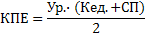 КПЕ = Ур.· (Кед. +СП) / 2